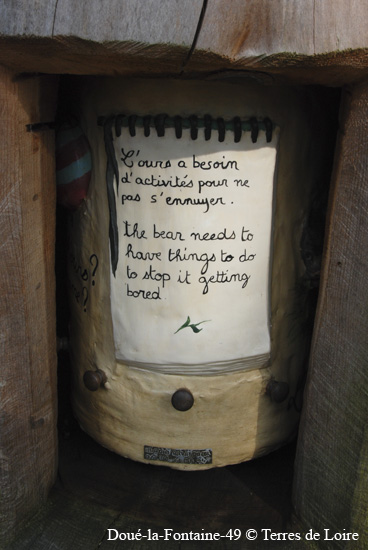 L'ours a besoin
d'activités pour ne
pas s'ennuyer.
the bear needs to
have things to do
to stop it getting
bored.
?
?
Doué-la-Fontaine-49 © Terres de Loire